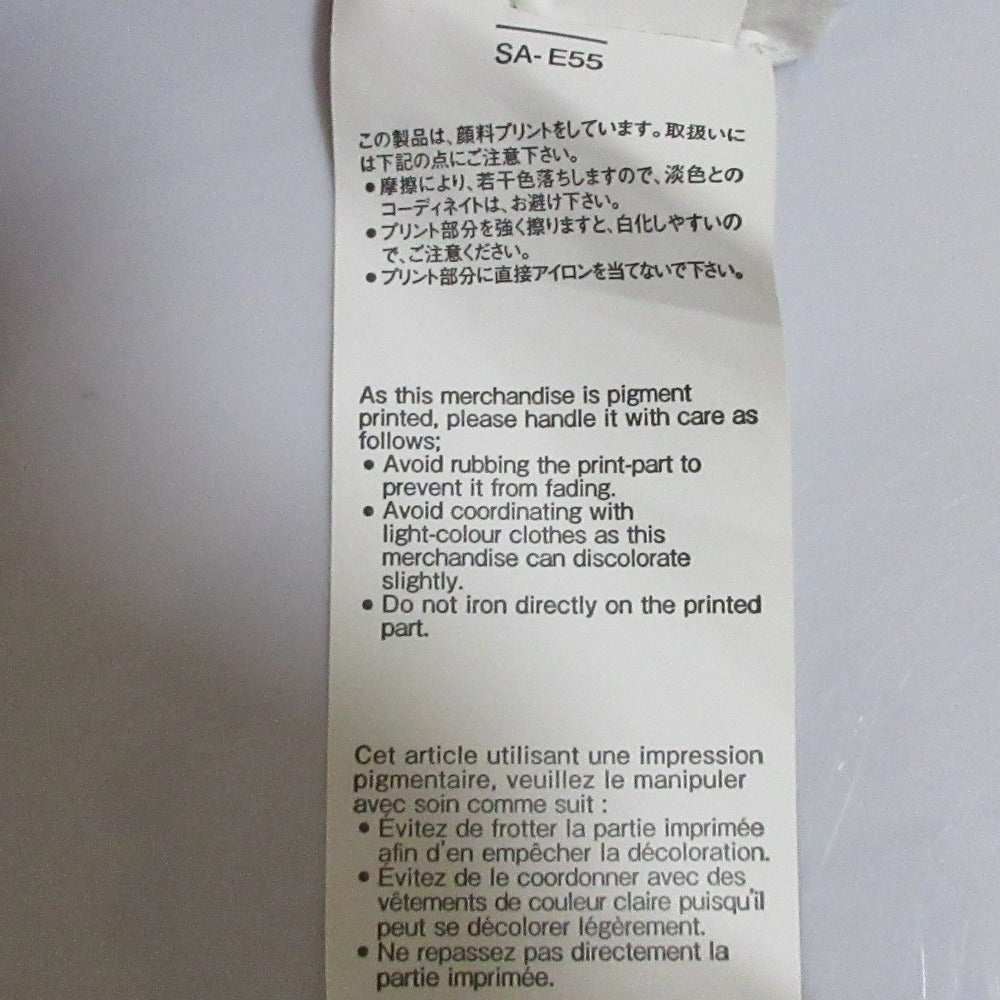 SA-E55
この製品は、顔料プリントをしています。取扱いに
は下記の点にご注意下さい。
●摩擦により、若干色落ちしますので、淡色との
コーディネイトは、お避け下さい。
●プリント部分を強く擦りますと、白化しやすいの
で、ご注意ください。
●プリント部分に直接アイロンを当てないで下さい。
As this merchandise is pigment
printed, please handle it with care as
follows;
● Avoid rubbing the print-part to
prevent it from fading.
● Avoid coordinating with
light-colour clothes as this
merchandise can discolorate
slightly.
● Do not iron directly on the printed
part.
Cet article utilisant une impression
pigmentaire, veuillez le manipuler
avec soin comme suit :
● Évitez de frotter la partie imprimée
afin d'en empêcher la décoloration.
● Évitez de le coordonner avec des
vêtements de couleur claire puisqu'il
peut se décolorer légèrement.
● Ne repassez pas directement la
partie imprimée.